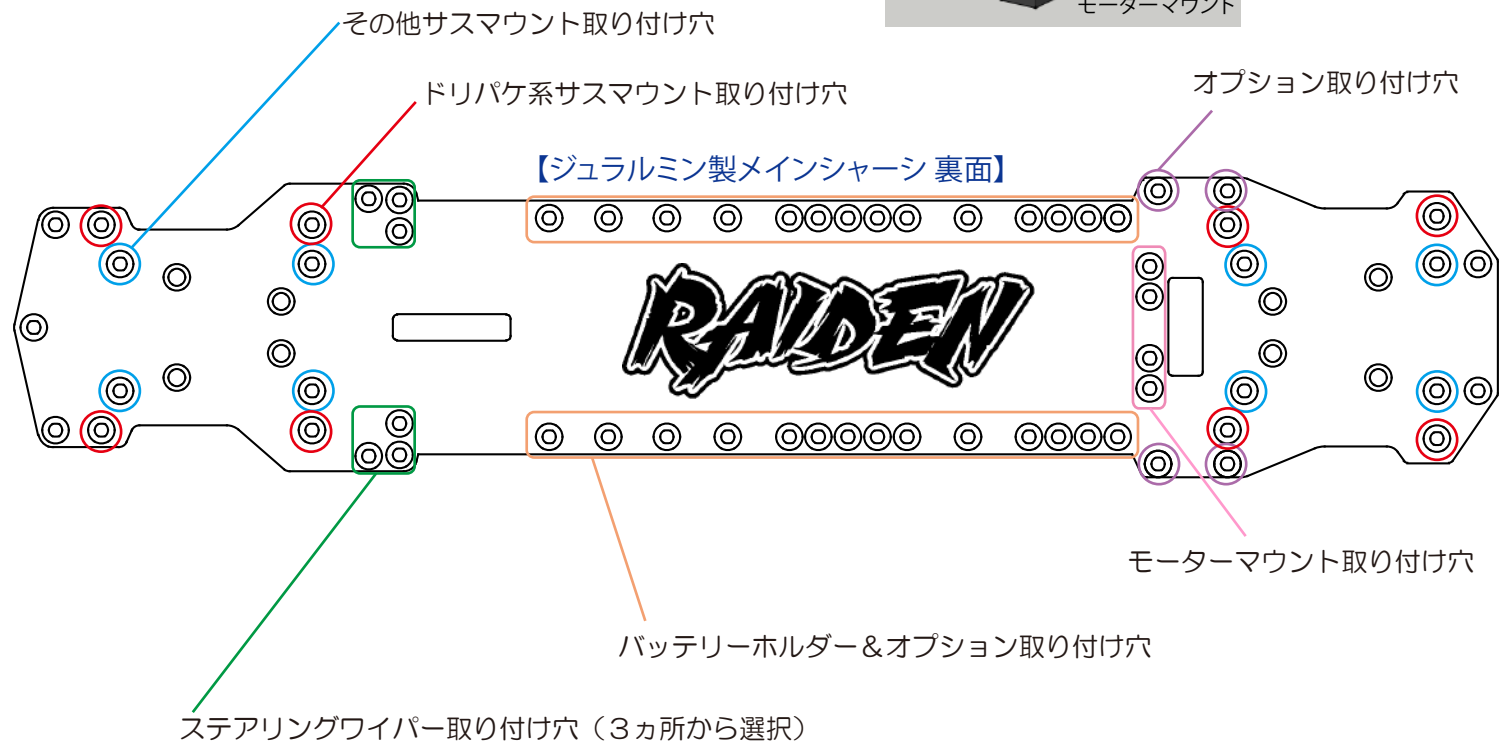 モーターマウント
その他サスマウント取り付け穴
オプション取り付け穴
ドリパケ系サスマウント取り付け穴
【ジュラルミン製メインシャーシ 裏面】
RAIDEN
モーターマウント取り付け穴
バッテリーホルダー＆オプション取り付け穴
ステアリングワイパー取り付け穴（３ヵ所から選択）